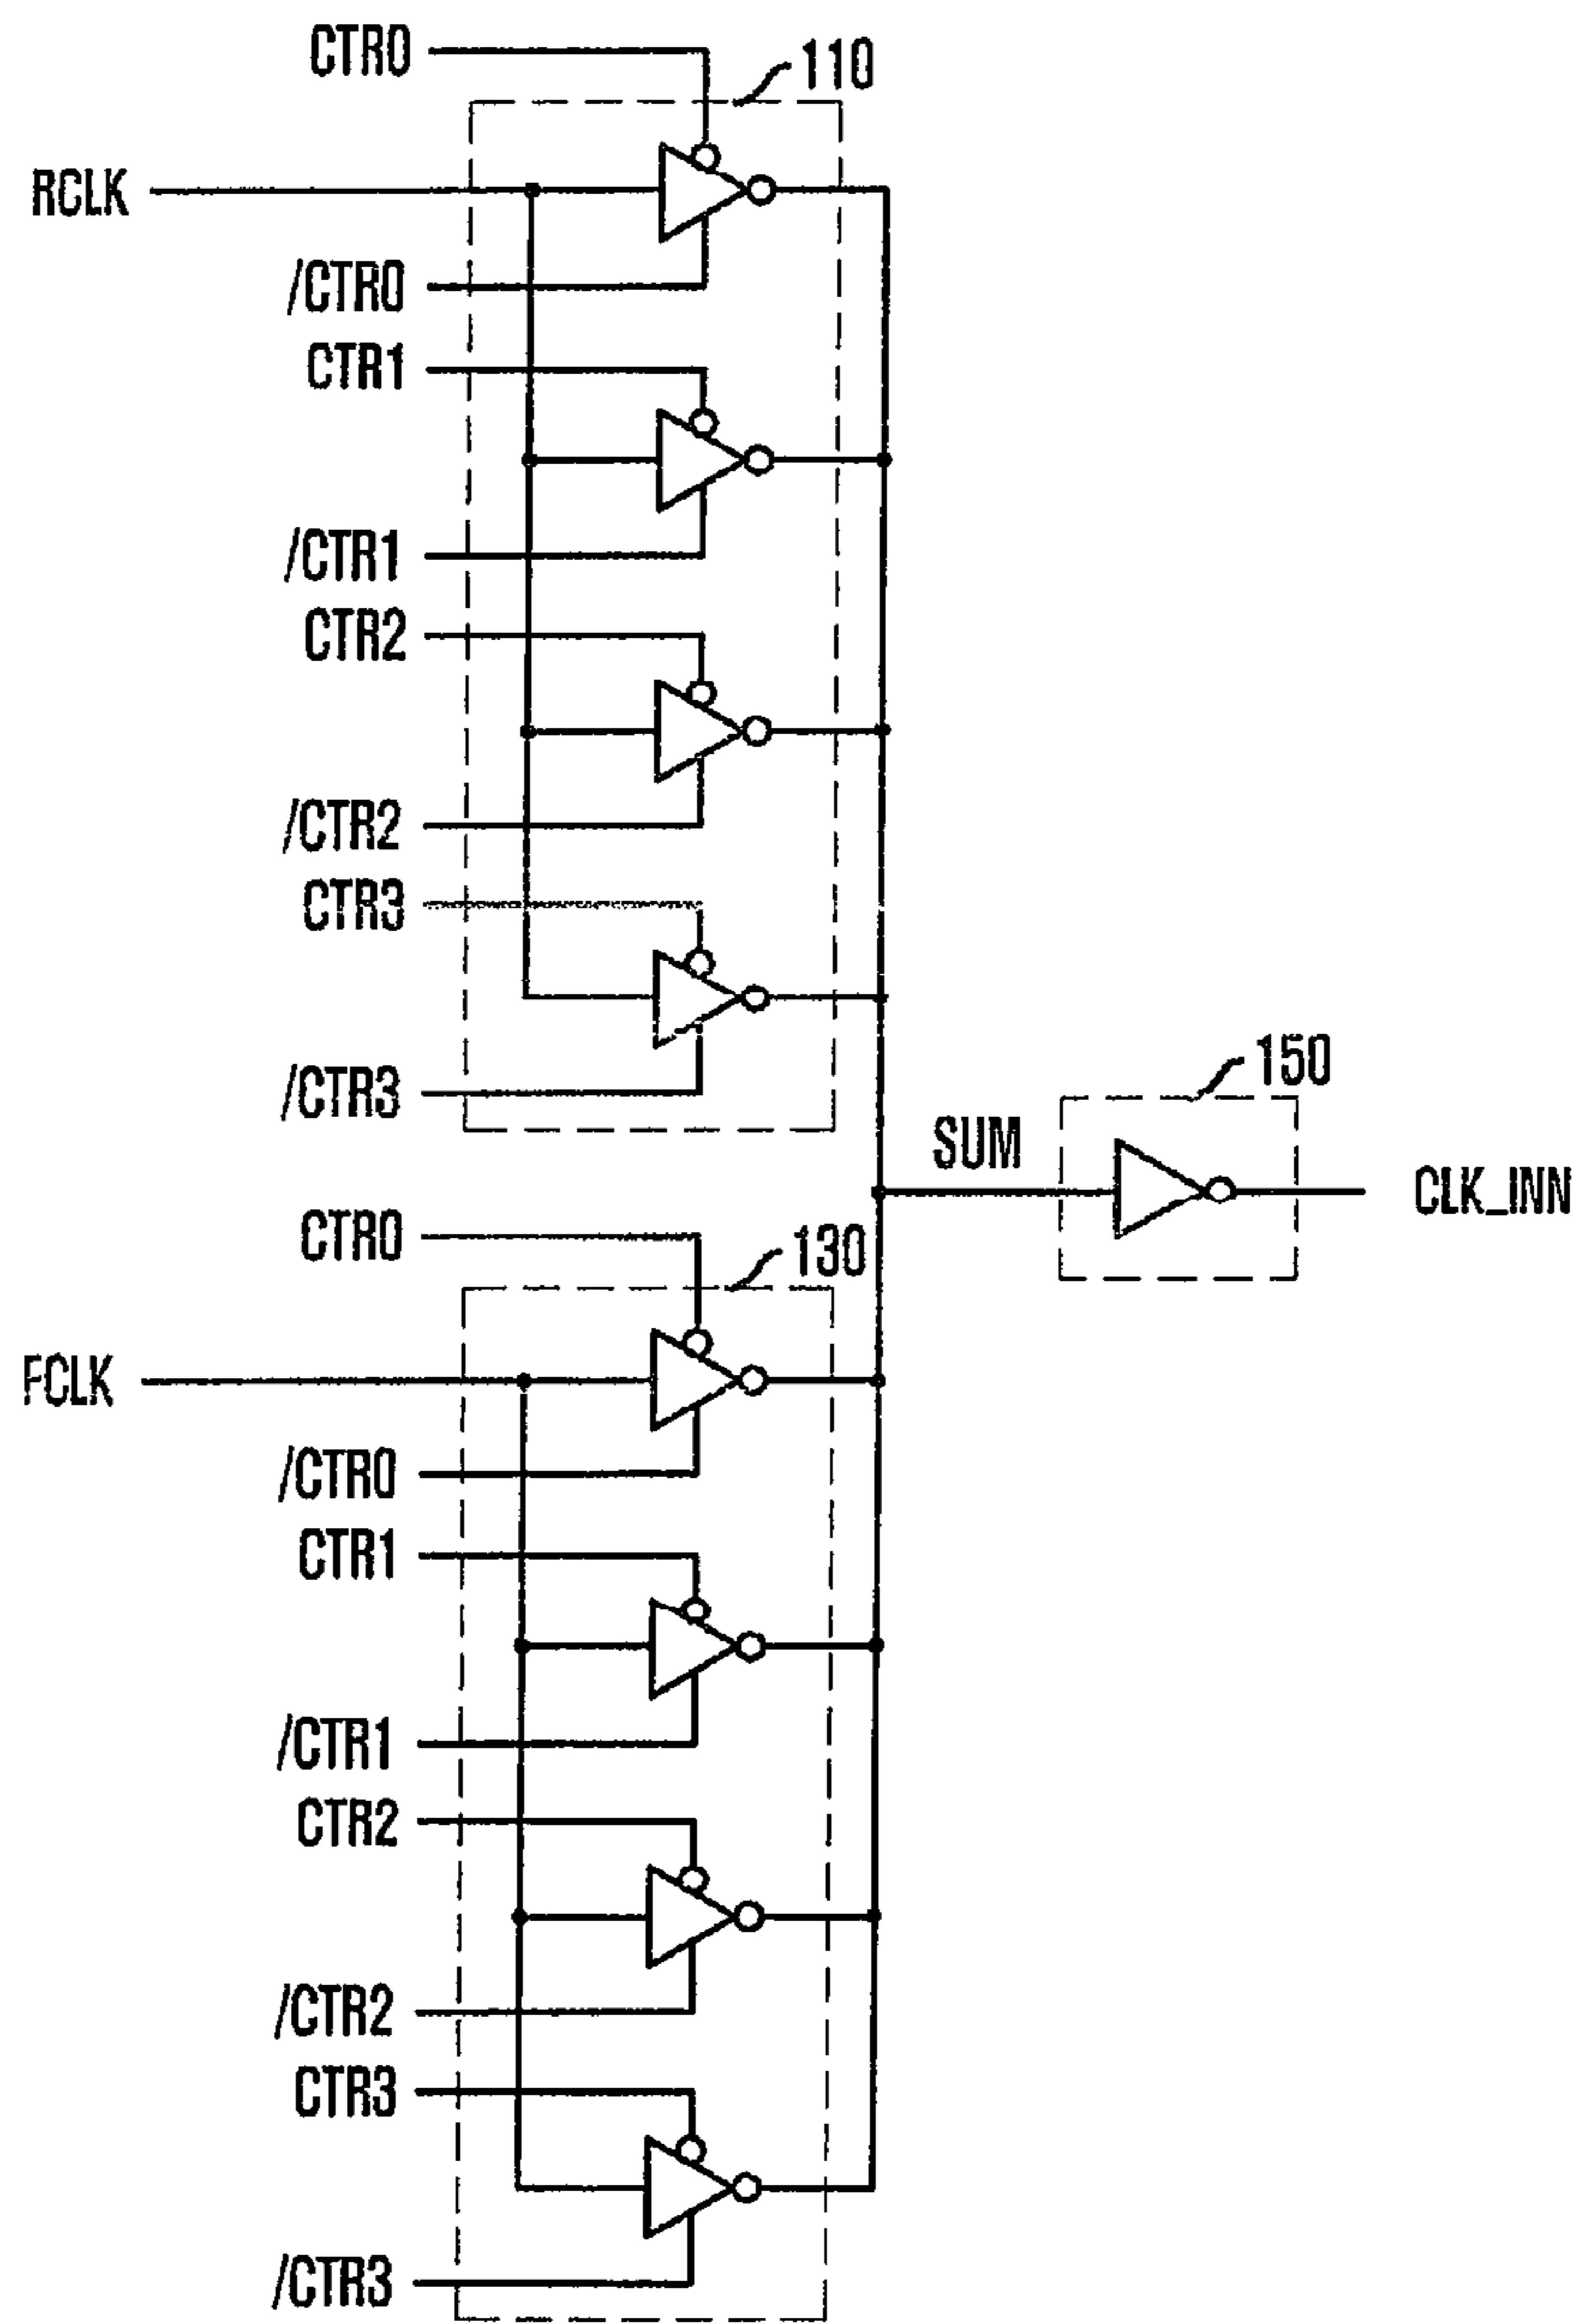 CTR0
110
RCLK
/CTR0
CTR1
/CTR1
CTR2
/CTR2
CTR3
/CTR3
150
SUM
CLK_INN
CTR0
130
FCLK
/CTR0
CTR1
/CTR1
CTR2
/CTR2
CTR3
/CTR3